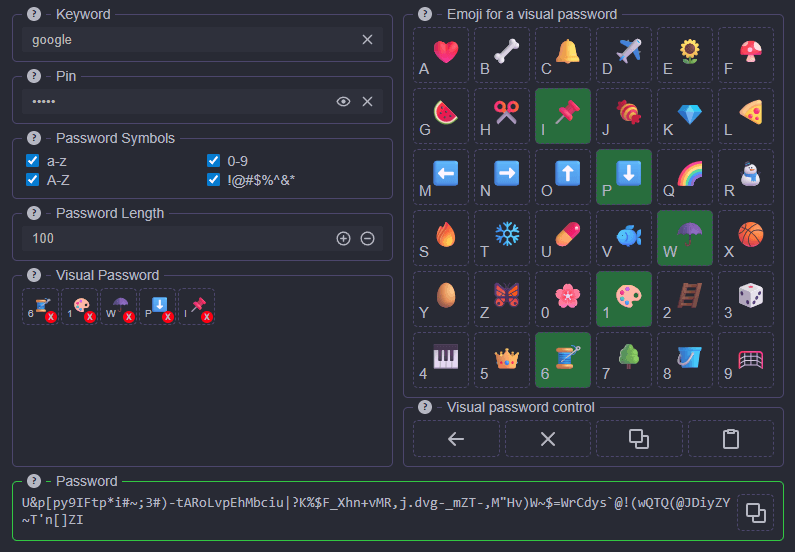 Keyword
google
Pin
•••••
Password Symbols
a-z
0-9
A-Z
!@#$%^&*
Password Length
100
Visual Password
6 X 1 X W X P X I X
Emoji for a visual password
A B C D E F
G H I J K L
M N O P Q R
S T U V W X
Y Z 0 1 2 3
4 5 6 7 8 9
Visual password control
Password
U&p[py9IFtp*i#~;3#)-tARoLvpEhMbciu|?K%$F_Xhn+vMR,j.dvg-_mZT-,M"Hv)W~$=WrCdys`@!(wQTQ(@JDiyZY
~T'n[]ZI